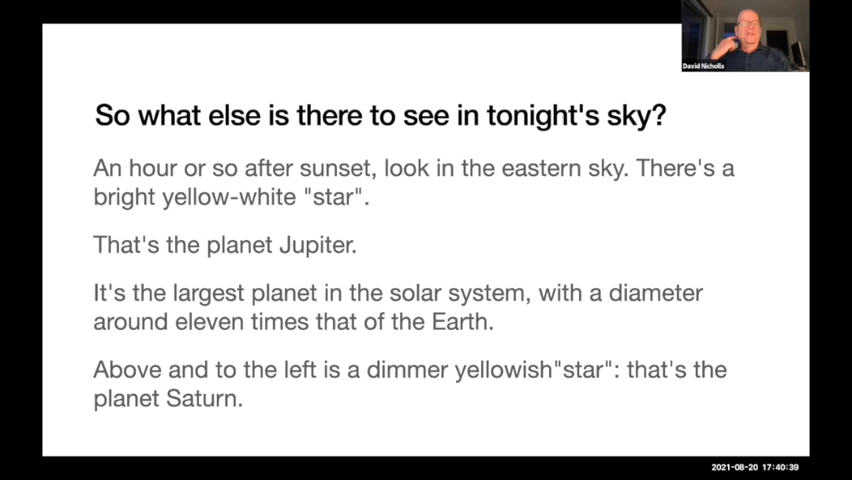 David Nicholls
So what else is there to see in tonight's sky?
An hour or so after sunset, look in the eastern sky. There's a
bright yellow-white "star".
That's the planet Jupiter.
It's the largest planet in the solar system, with a diameter
around eleven times that of the Earth.
Above and to the left is a dimmer yellowish"star": that's the
planet Saturn.
2021-08-20 17:40:39